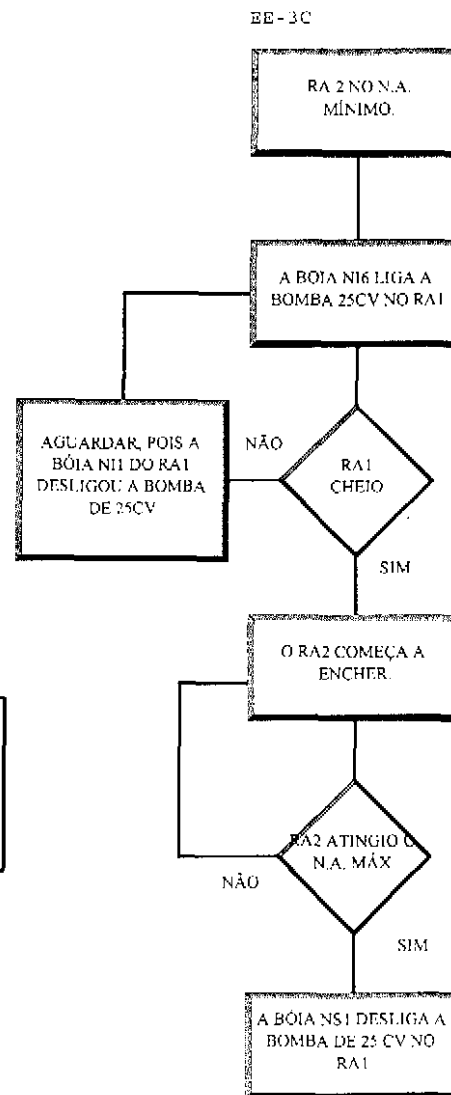 EE-3C
RA 2 NO N.A.
MÍNIMO.
A BOIA NI6 LIGA A
BOMBA 25CV NO RA1
AGUARDAR, POIS A
BÓIA NI1 DO RA1
DESLIGOU A BOMBA
DE 25CV
NÃO
RA1
CHEIO
SIM
O RA2 COMEÇA A
ENCHER.
RA2 ATINGIO O
N.A. MÁX
NÃO
SIM
A BÓIA NS1 DESLIGA A
BOMBA DE 25 CV NO
RA1